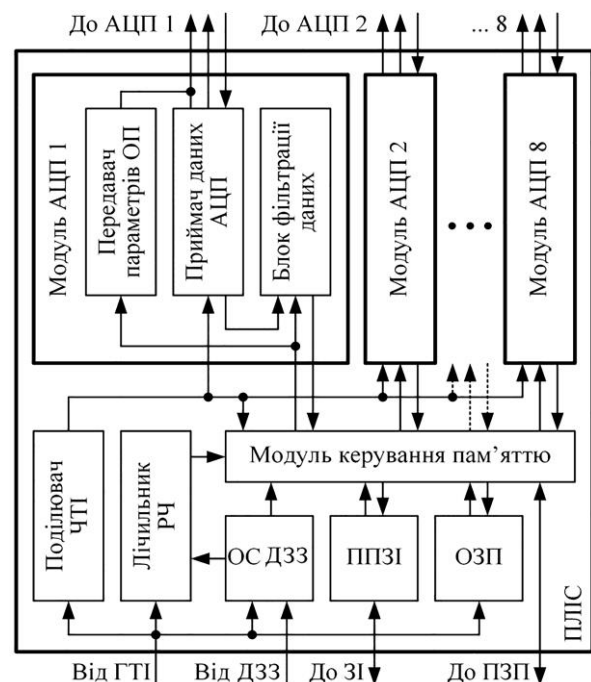 До АЦП 1
До АЦП 2
... 8
Модуль АЦП 1
Передавач
параметрів ОП
Приймач даних
АЦП
Блок фільтрації
даних
Модуль АЦП 2
Модуль АЦП 8
Модуль керування пам’яттю
Поділювач
ЧТІ
Лічильник
РЧ
ОС ДЗЗ
ППЗІ
ОЗП
ПЛІС
Від ГТІ
Від ДЗЗ
До ЗІ
До ПЗП